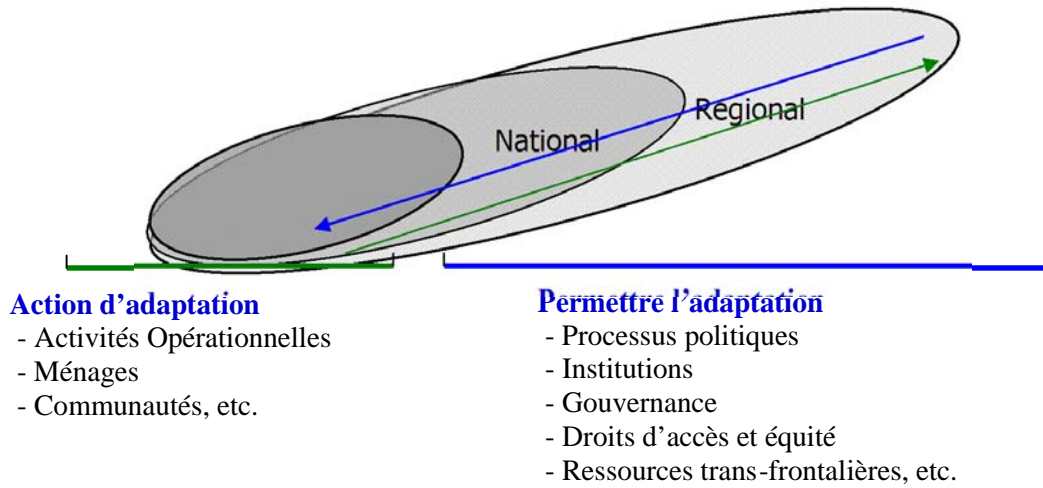 Regional
National
Action d’adaptation
- Activités Opérationnelles
- Ménages
- Communautés, etc.
Permettre l’adaptation
- Processus politiques
- Institutions
- Gouvernance
- Droits d’accès et équité
- Ressources trans-frontalières, etc.